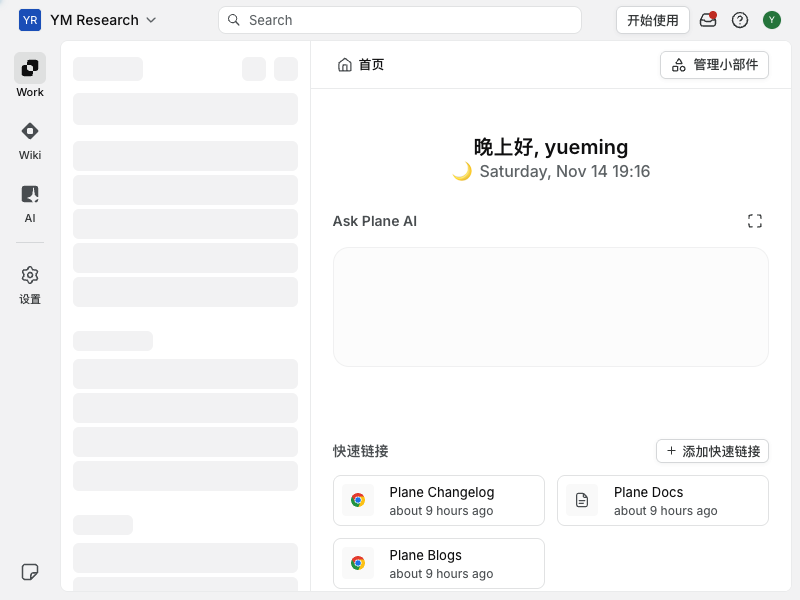 YR YM Research
Search
开始使用
Y
Work
Wiki
AI
设置
首页
管理小部件
晚上好, yueming
Saturday, Nov 14 19:16
Ask Plane AI
快速链接
添加快速链接
Plane Changelog
about 9 hours ago
Plane Docs
about 9 hours ago
Plane Blogs
about 9 hours ago